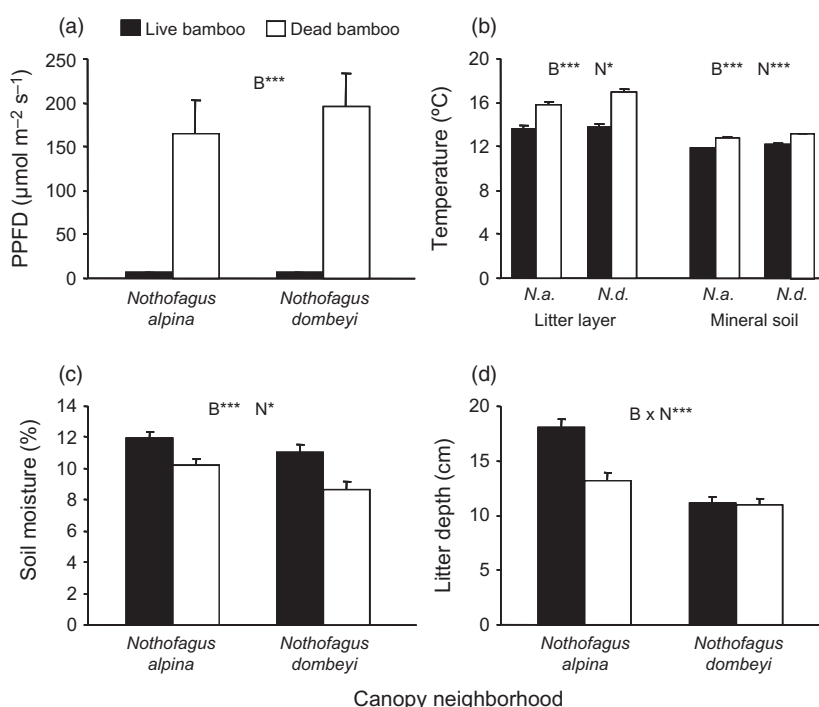 (a)
Live bamboo Dead bamboo
250
200
150
100
50
0
PPFD (µmol m⁻² s⁻¹)
B***
Nothofagus
alpina
Nothofagus
dombeyi
(b)
20
16
12
8
4
0
Temperature (ºC)
B*** N*
B*** N***
N.a. N.d. N.a. N.d.
Litter layer Mineral soil
(c)
14
12
10
8
6
4
2
0
Soil moisture (%)
B*** N*
Nothofagus
alpina
Nothofagus
dombeyi
(d)
20
15
10
5
0
Litter depth (cm)
B x N***
Nothofagus
alpina
Nothofagus
dombeyi
Canopy neighborhood